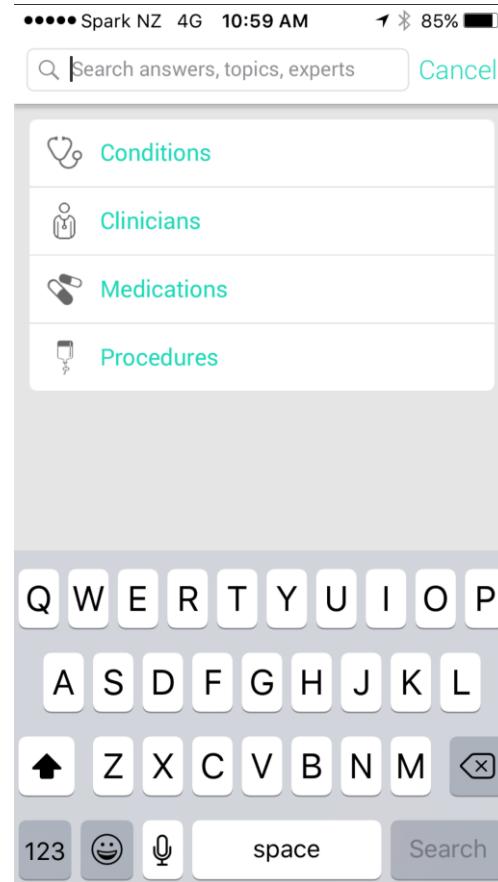 Spark NZ 4G 10:59 AM 85%
Search answers, topics, experts Cancel
Conditions
Clinicians
Medications
Procedures
Q W E R T Y U I O P
A S D F G H J K L
Z X C V B N M
123 space Search